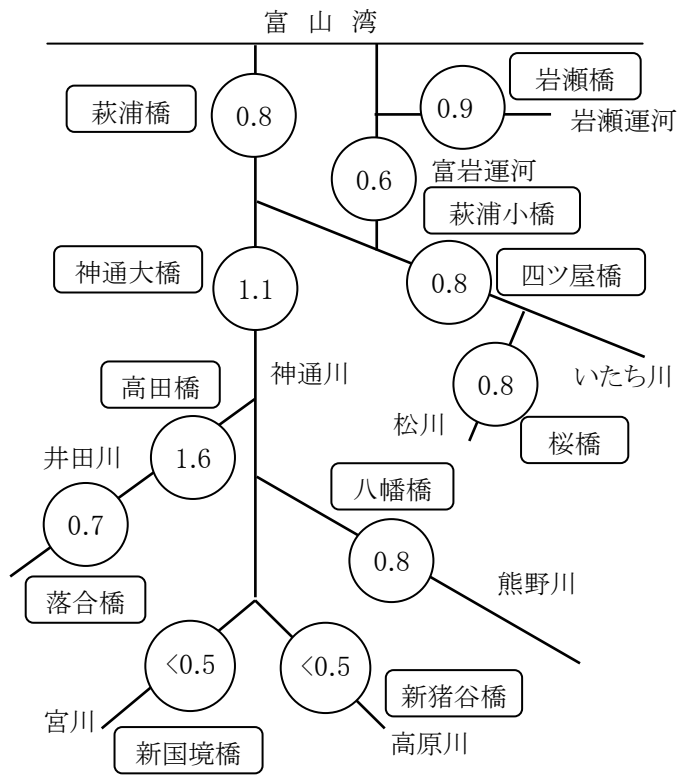 富山湾
岩瀬橋
萩浦橋
0.8
0.9
岩瀬運河
0.6
富岩運河
萩浦小橋
神通大橋
1.1
0.8
四ツ屋橋
高田橋
神通川
0.8
いたち川
松川
桜橋
井田川
1.6
八幡橋
0.7
0.8
落合橋
熊野川
<0.5
<0.5
新猪谷橋
宮川
新国境橋
高原川